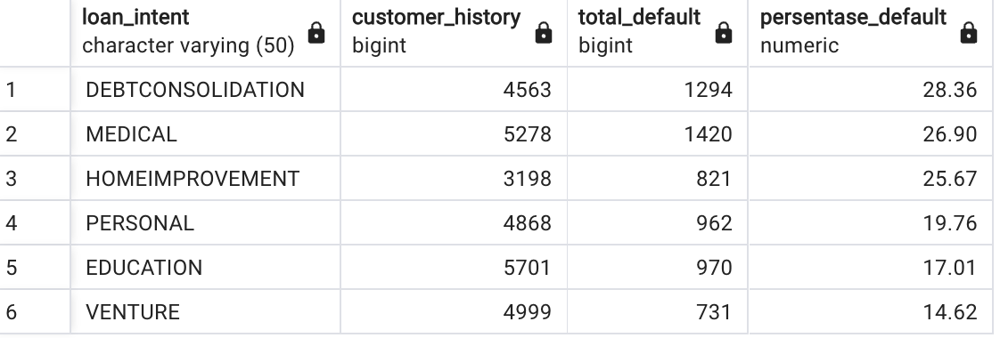 loan_intent customer_history total_default persentase_default
character varying (50) bigint bigint numeric
1 DEBTCONSOLIDATION 4563 1294 28.36
2 MEDICAL 5278 1420 26.90
3 HOMEIMPROVEMENT 3198 821 25.67
4 PERSONAL 4868 962 19.76
5 EDUCATION 5701 970 17.01
6 VENTURE 4999 731 14.62